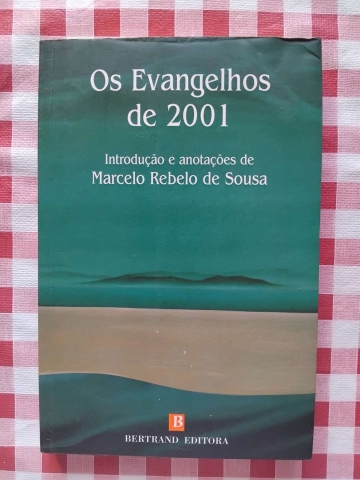 Os Evangelhos
de 2001
Introdução e anotações de
Marcelo Rebelo de Sousa
B
BERTRAND EDITORA